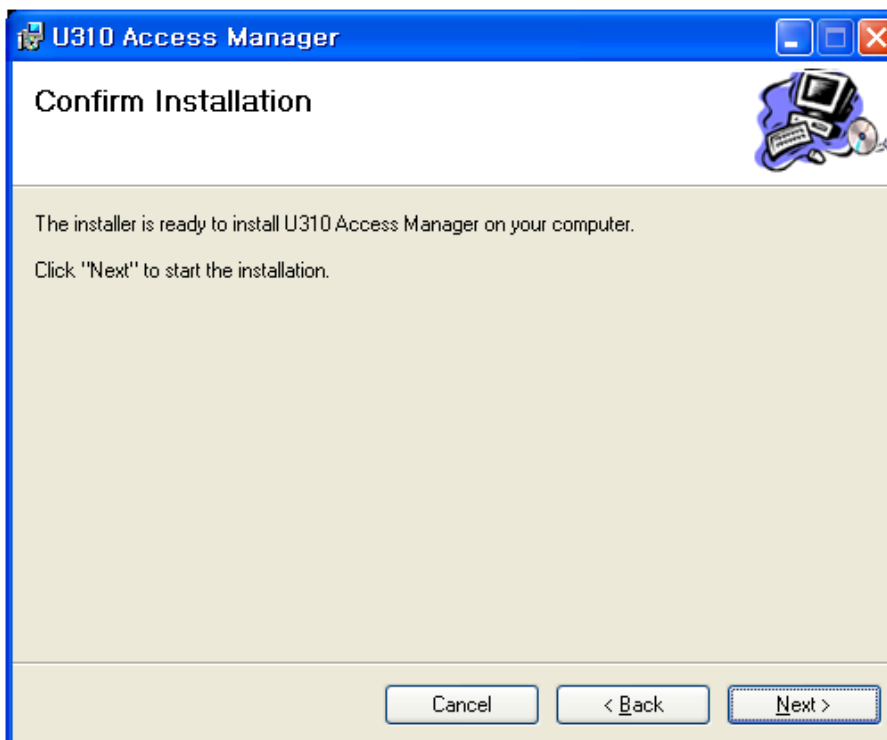 U310 Access Manager
Confirm Installation
The installer is ready to install U310 Access Manager on your computer.
Click "Next" to start the installation.
Cancel
< Back
Next >